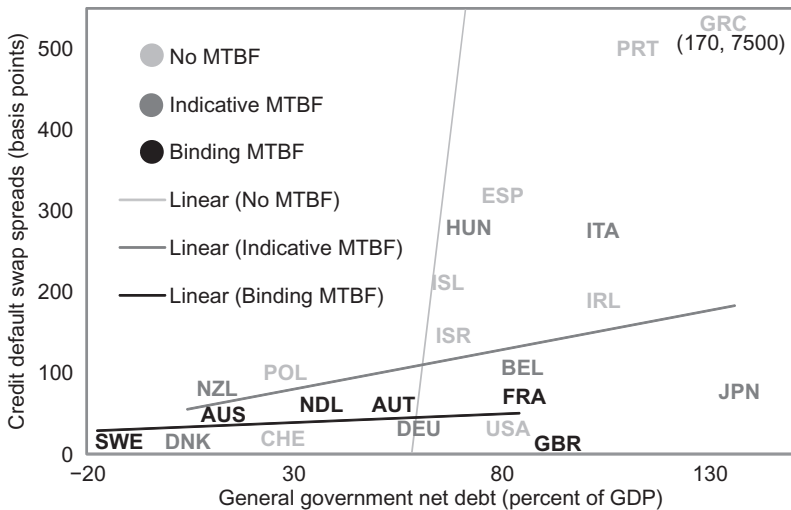 Credit default swap spreads (basis points)
500
400
300
200
100
0
No MTBF
Indicative MTBF
Binding MTBF
Linear (No MTBF)
Linear (Indicative MTBF)
Linear (Binding MTBF)
GRC
(170, 7500)
PRT
ESP
HUN
ITA
ISL
IRL
ISR
POL
BEL
NZL
JPN
AUS
NDL
AUT
FRA
SWE
DNK
CHE
DEU
USA
GBR
−20
30
80
130
General government net debt (percent of GDP)